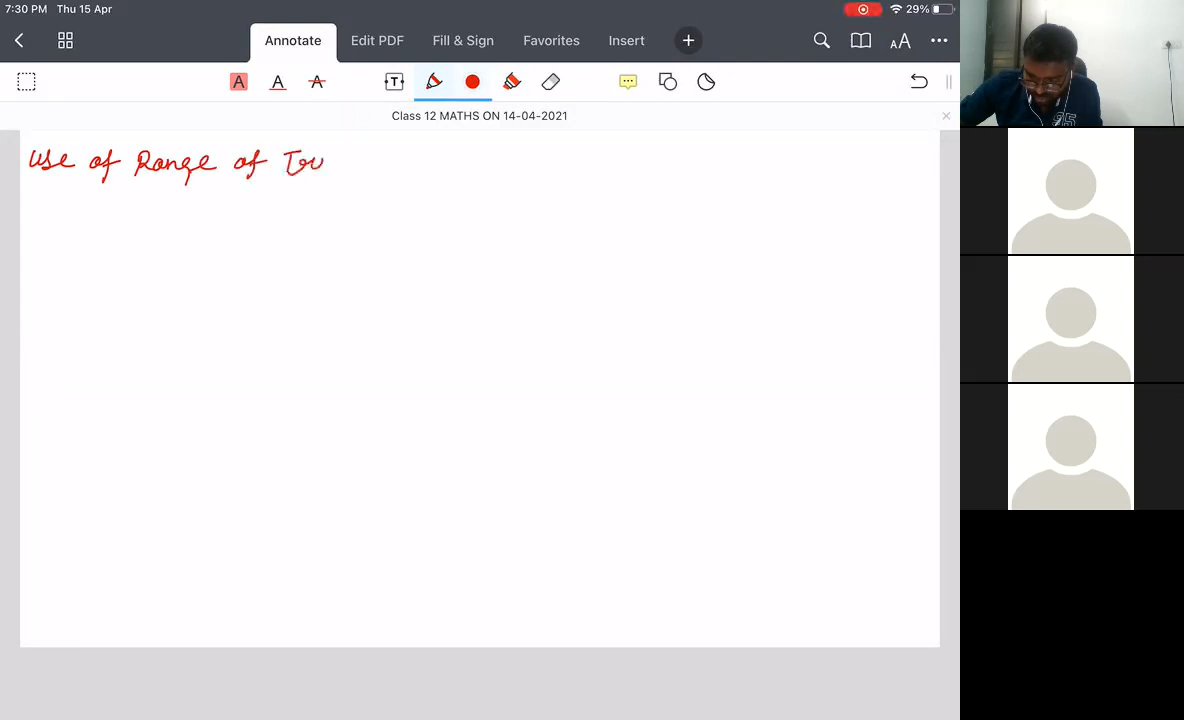 7:30 PM Thu 15 Apr 29%
Annotate Edit PDF Fill & Sign Favorites Insert AA
A A A T
Class 12 MATHS ON 14-04-2021
Use of Range of